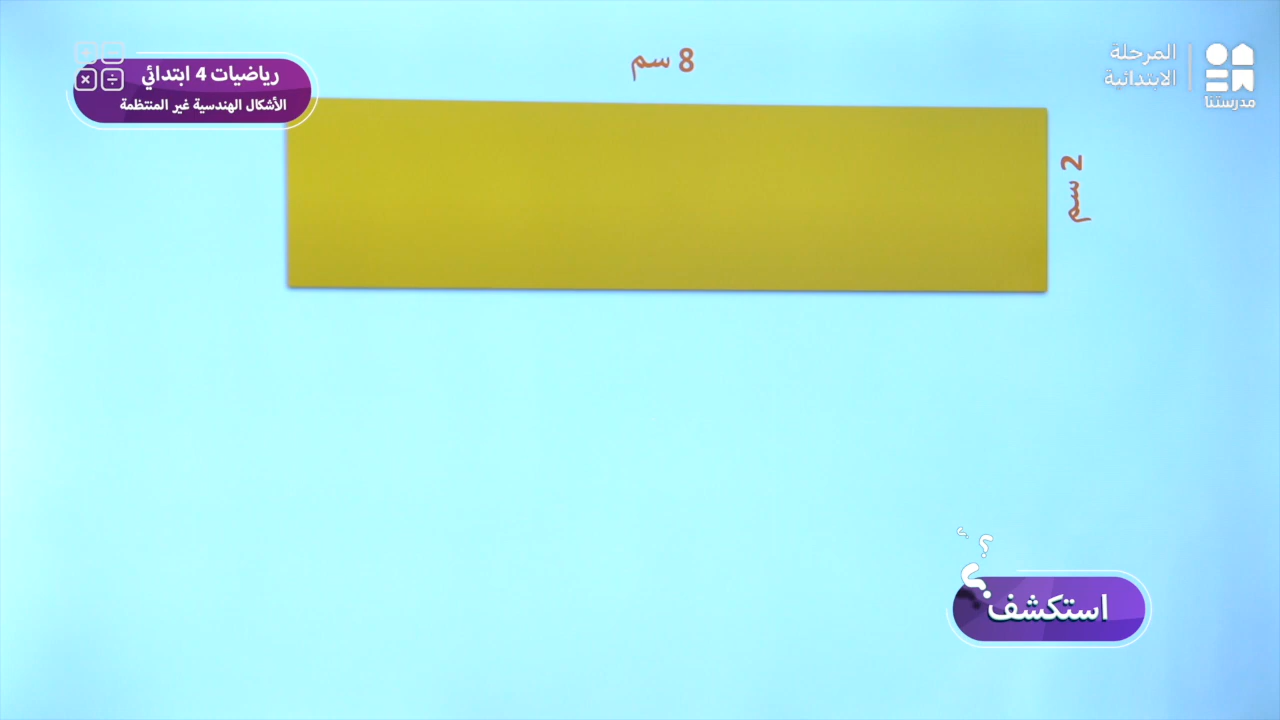 المرحلة
الابتدائية
مدرستنا
رياضيات 4 ابتدائي
الأشكال الهندسية غير المنتظمة
8 سم
2 سم
استكشف
؟
؟
؟